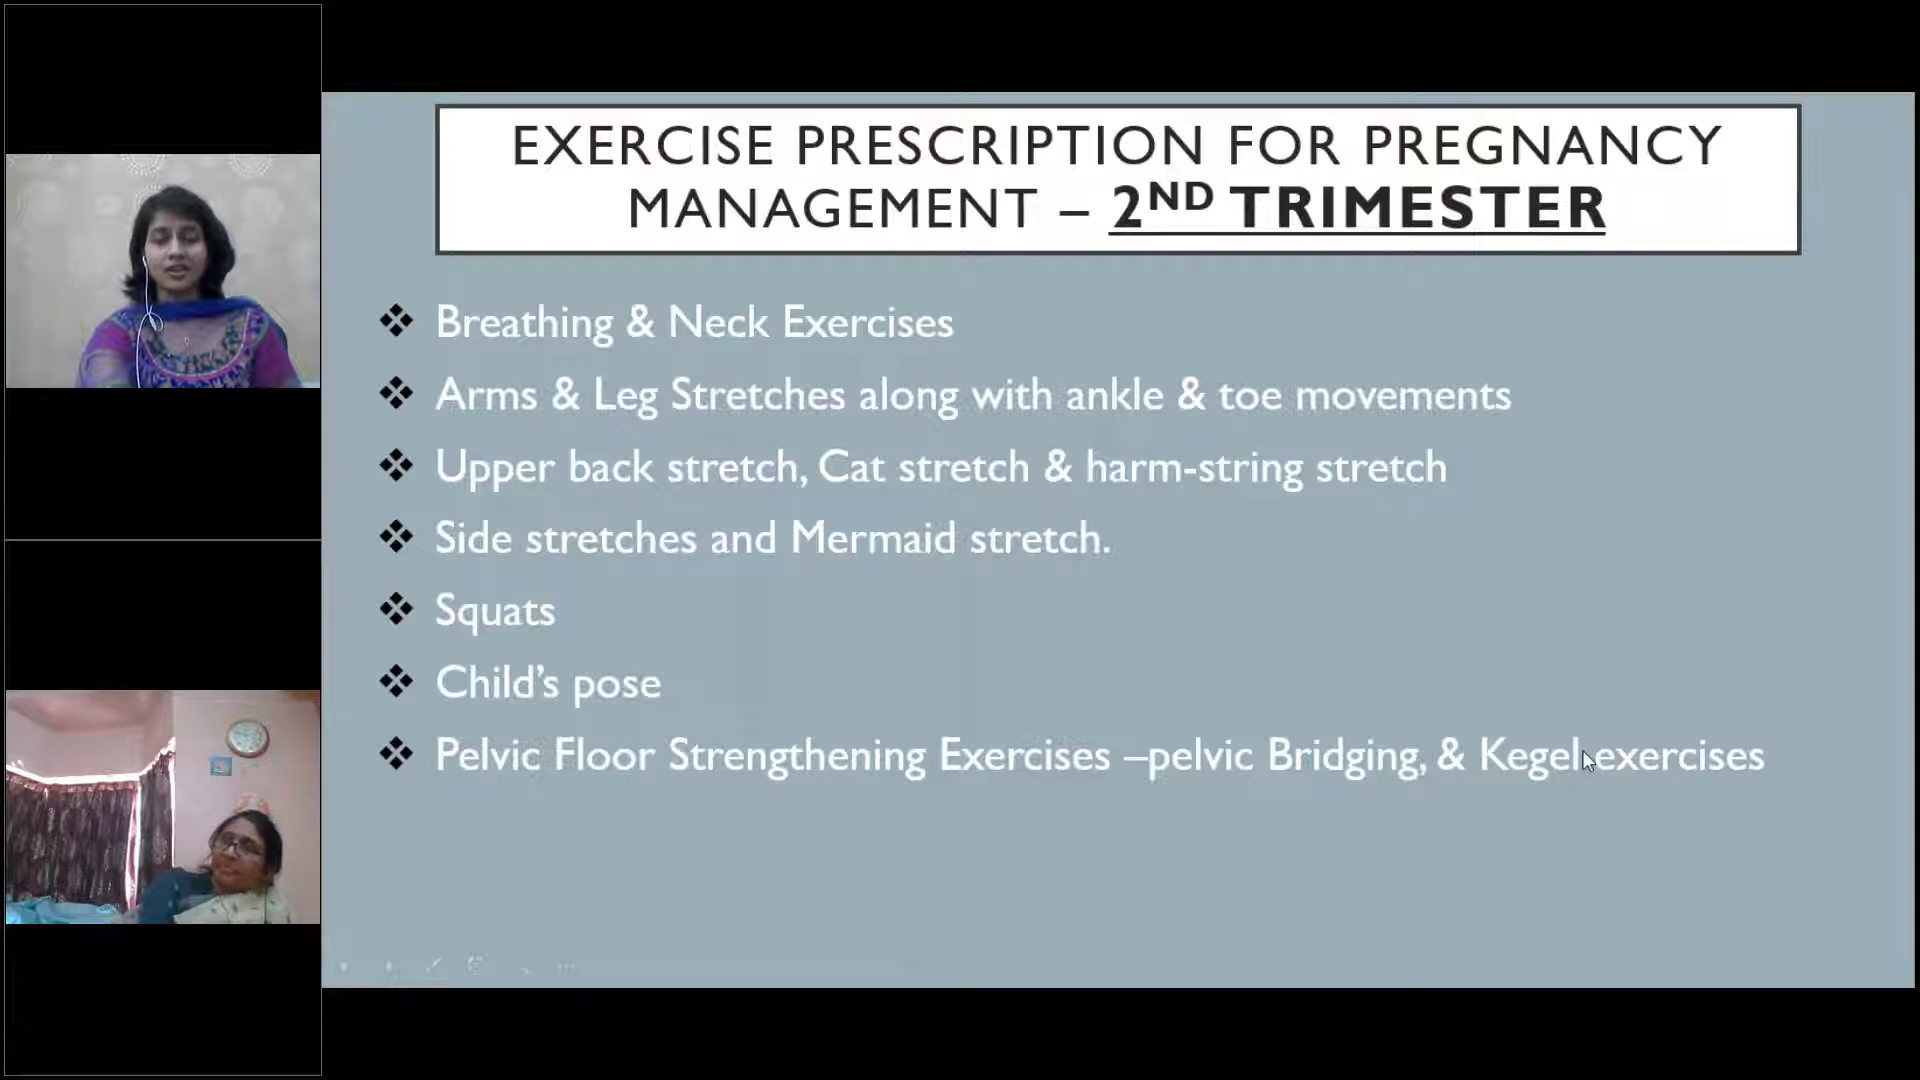 EXERCISE PRESCRIPTION FOR PREGNANCY
MANAGEMENT – 2ND TRIMESTER
Breathing & Neck Exercises
Arms & Leg Stretches along with ankle & toe movements
Upper back stretch, Cat stretch & harm-string stretch
Side stretches and Mermaid stretch.
Squats
Child's pose
Pelvic Floor Strengthening Exercises –pelvic Bridging, & Kegel exercises